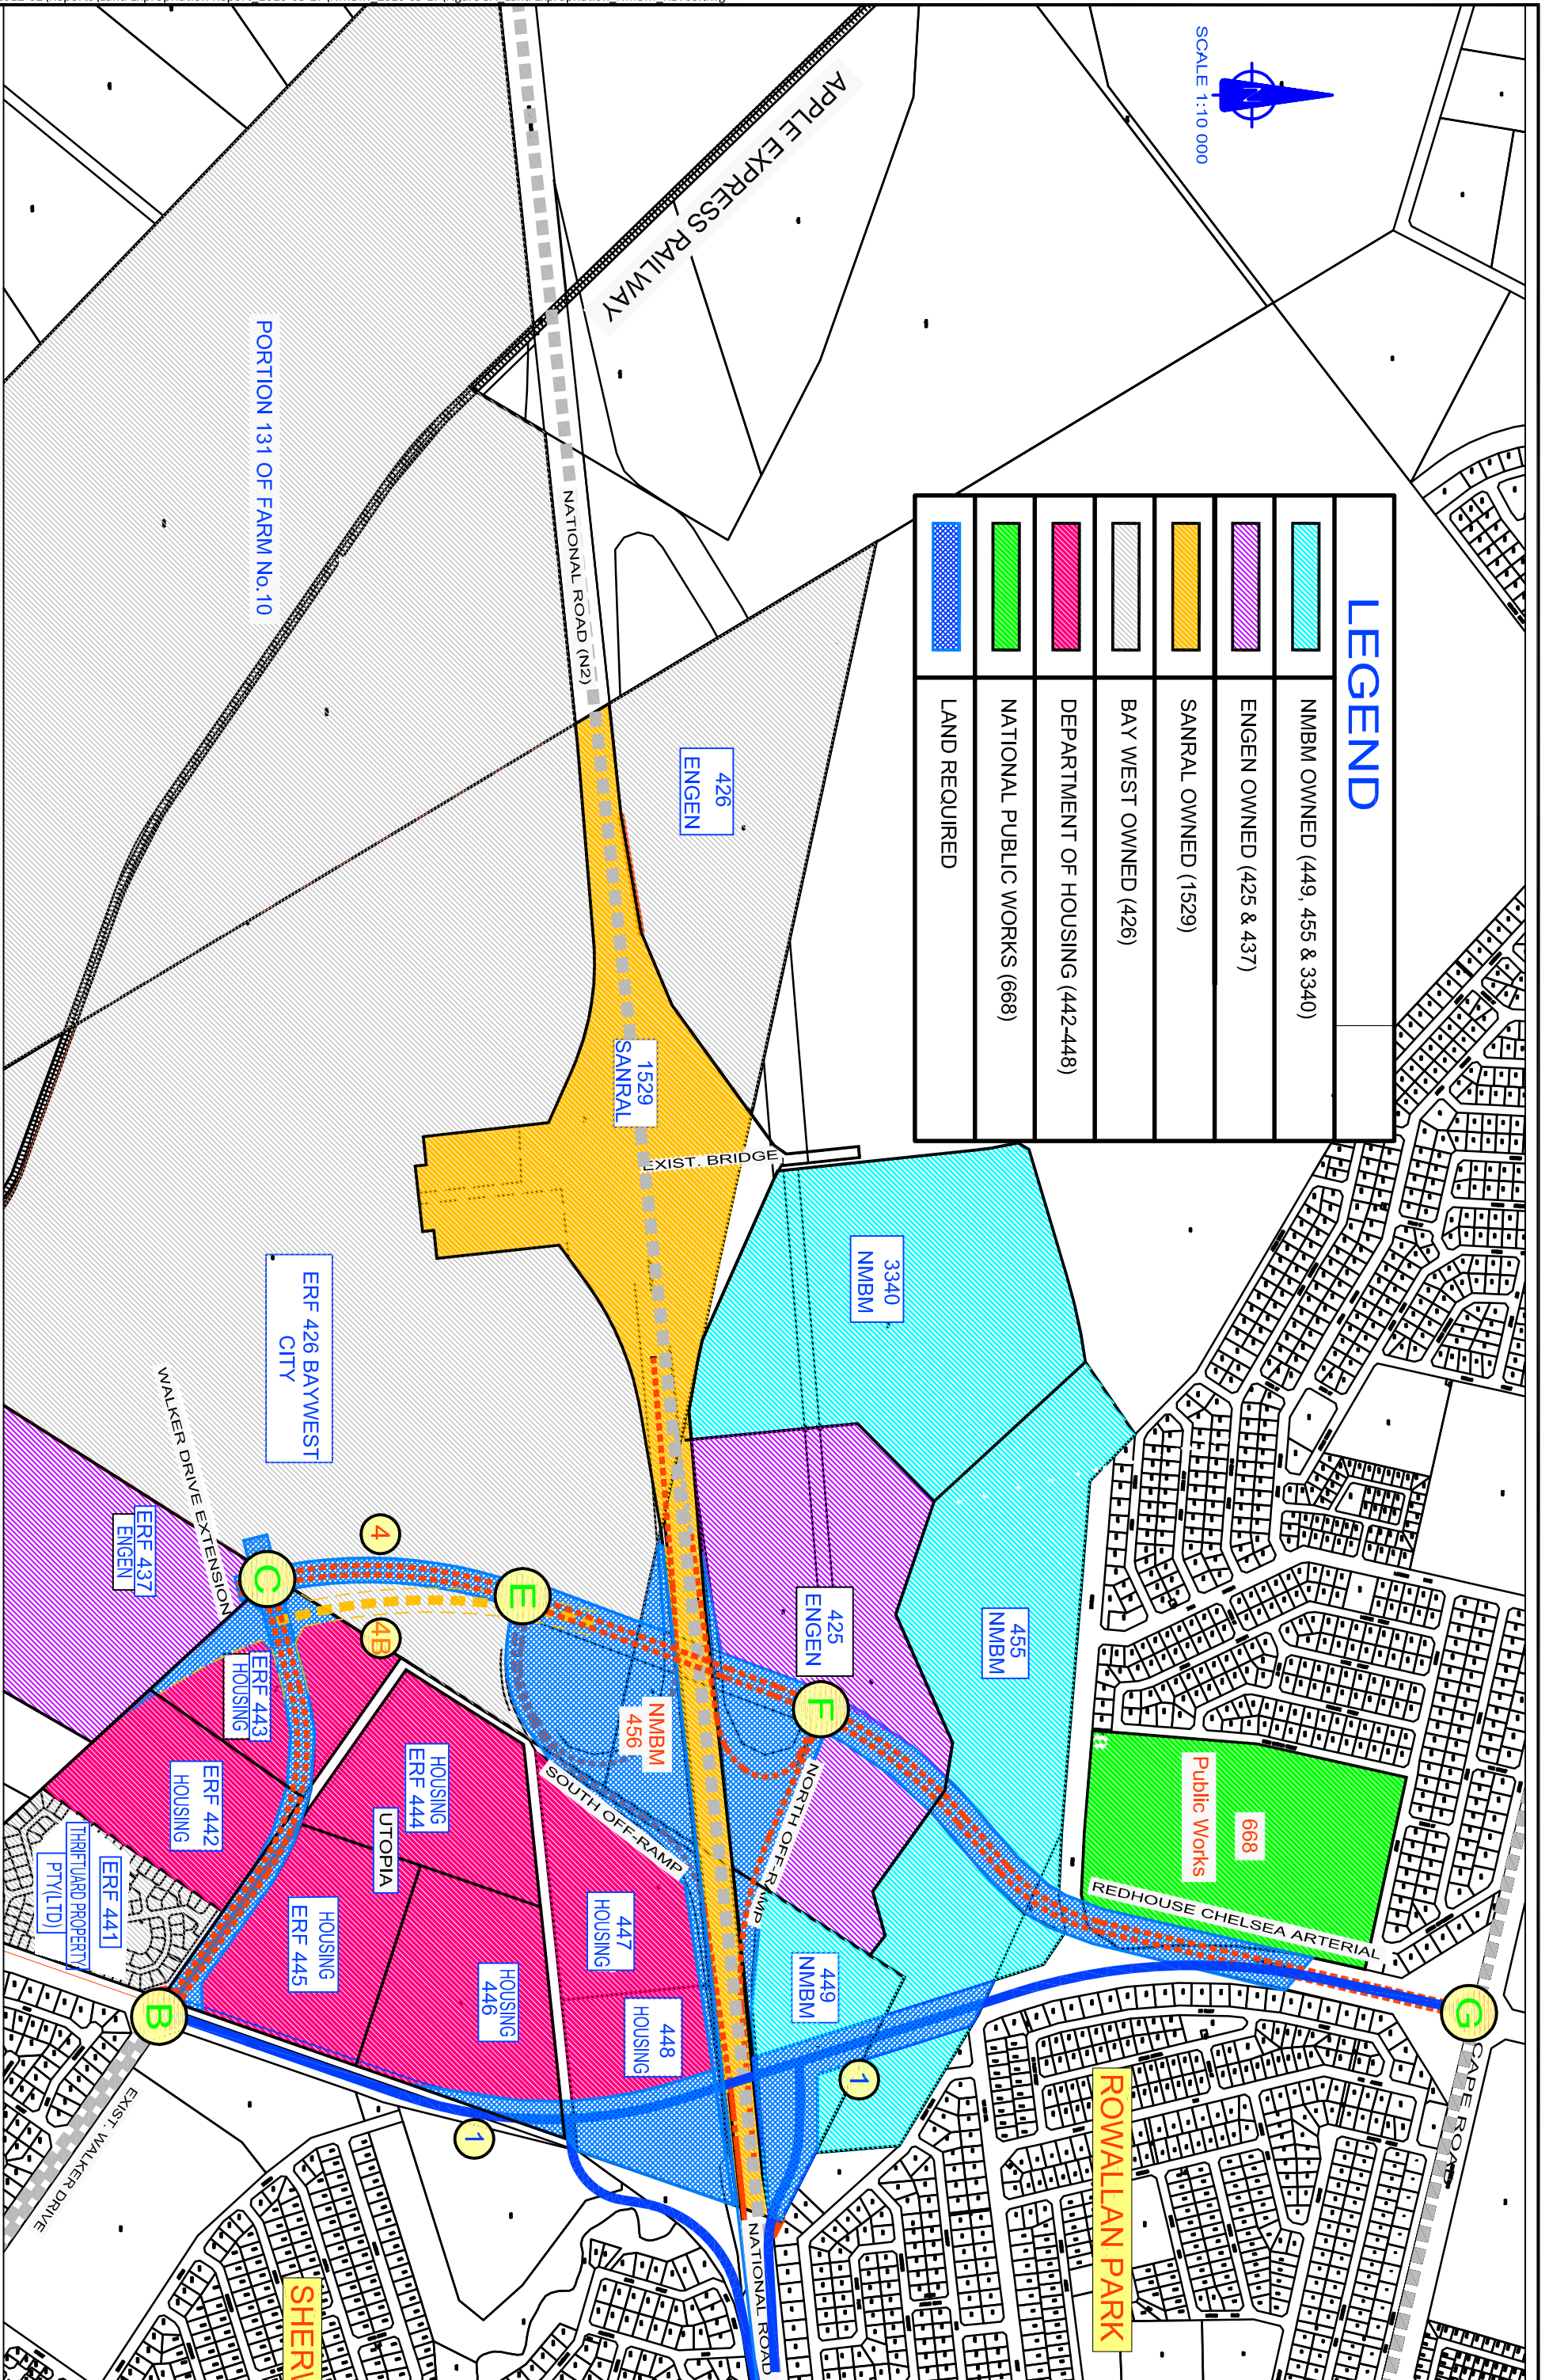 SCALE 1:10 000
N
APPLE EXPRESS RAILWAY
LEGEND
NMBM OWNED (449, 455 & 3340)
ENGEN OWNED (425 & 437)
SANRAL OWNED (1529)
BAY WEST OWNED (426)
DEPARTMENT OF HOUSING (442-448)
NATIONAL PUBLIC WORKS (668)
LAND REQUIRED
PORTION 131 OF FARM No.10
NATIONAL ROAD (N2)
426
ENGEN
1529
SANRAL
EXIST. BRIDGE
3340
NMBM
ERF 426 BAYWEST
CITY
WALKER DRIVE EXTENSION
ERF 437
ENGEN
455
NMBM
425
ENGEN
668
Public Works
REDHOUSE CHELSEA ARTERIAL
G
CAPE ROAD
ROWALLAN PARK
F
NORTH OFF-RAMP
449
NMBM
1
NMBM
456
E
4
4B
C
SOUTH OFF-RAMP
447
HOUSING
448
HOUSING
HOUSING
446
HOUSING
ERF 444
UTOPIA
HOUSING
ERF 445
ERF 443
HOUSING
ERF 442
HOUSING
ERF 441
THRIFTUARD PROPERTY
PTY(LTD)
B
1
EXIST. WALKER DRIVE
NATIONAL ROAD
SHERW